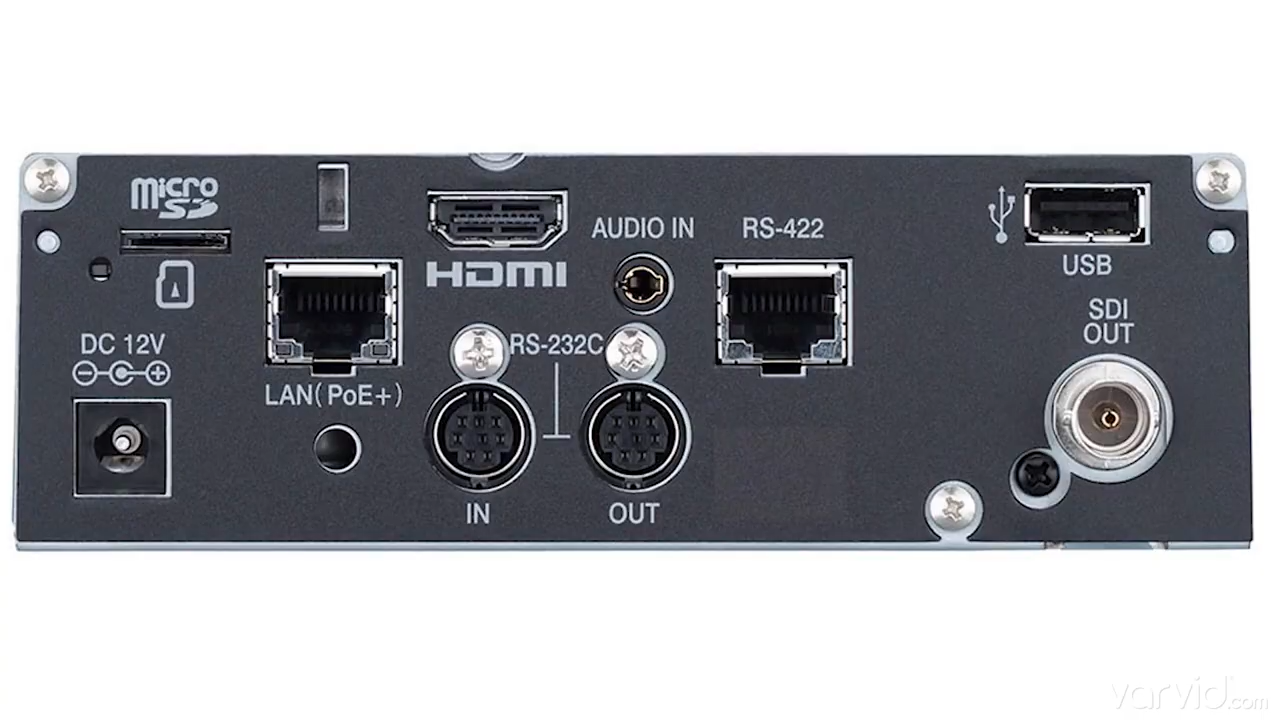 micro
SD
HDMI
AUDIO IN
RS-422
USB
SDI
OUT
DC 12V
RS-232C
LAN(PoE+)
IN
OUT
varvid.com